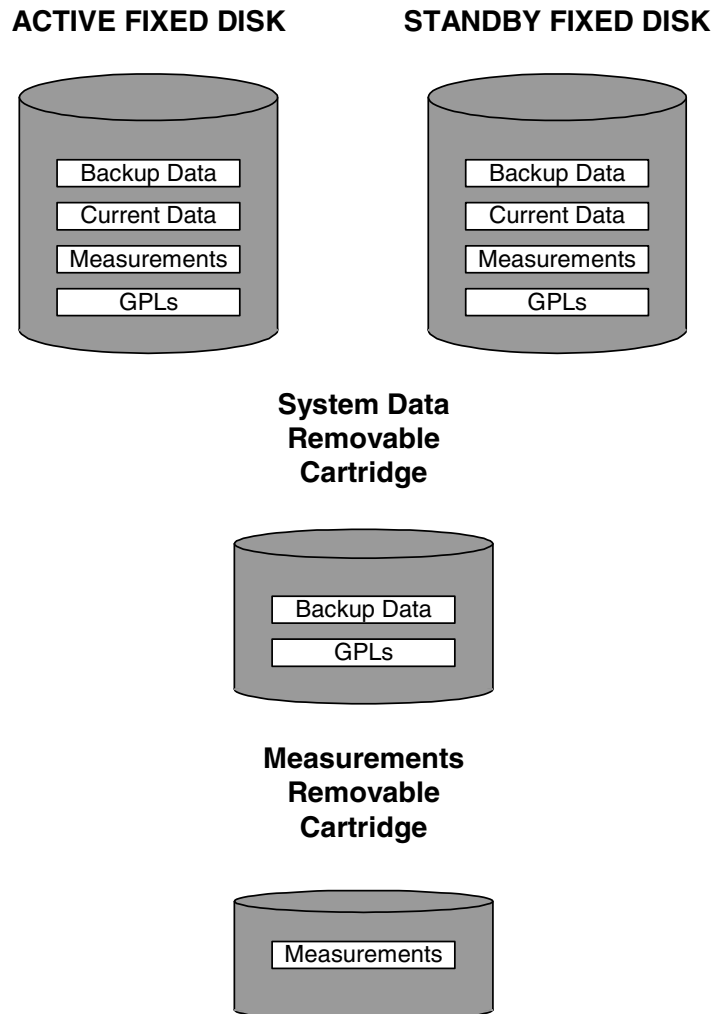 ACTIVE FIXED DISK
STANDBY FIXED DISK
Backup Data
Current Data
Measurements
GPLs
Backup Data
Current Data
Measurements
GPLs
System Data
Removable
Cartridge
Backup Data
GPLs
Measurements
Removable
Cartridge
Measurements